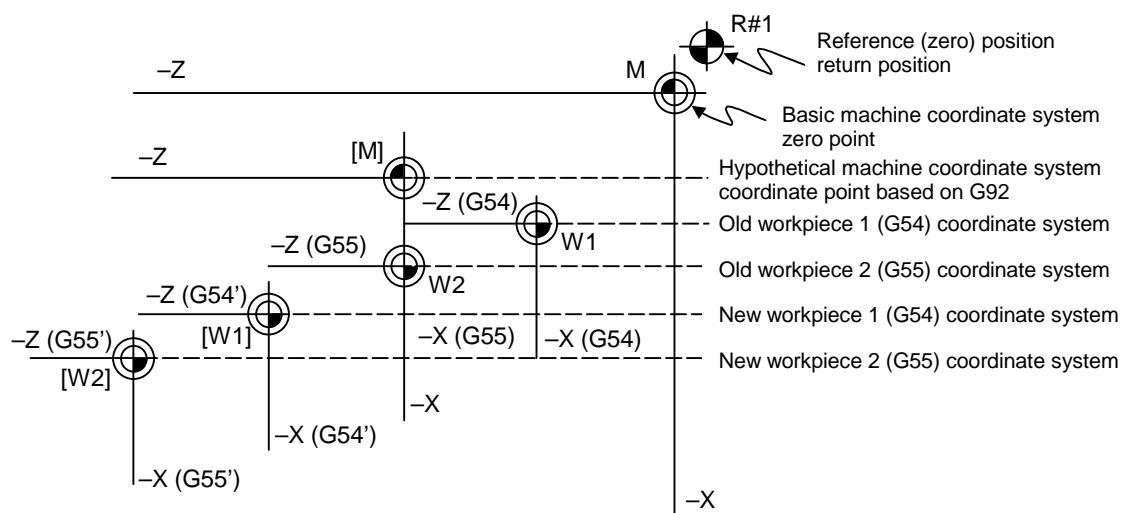 R#1
Reference (zero) position
return position
–Z
M
Basic machine coordinate system
zero point
–Z
[M]
Hypothetical machine coordinate system
coordinate point based on G92
–Z (G54)
W1
Old workpiece 1 (G54) coordinate system
–Z (G55)
W2
Old workpiece 2 (G55) coordinate system
–Z (G54')
[W1]
–X (G55)
–X (G54)
New workpiece 1 (G54) coordinate system
–Z (G55')
[W2]
New workpiece 2 (G55) coordinate system
–X
–X (G54')
–X (G55')
–X